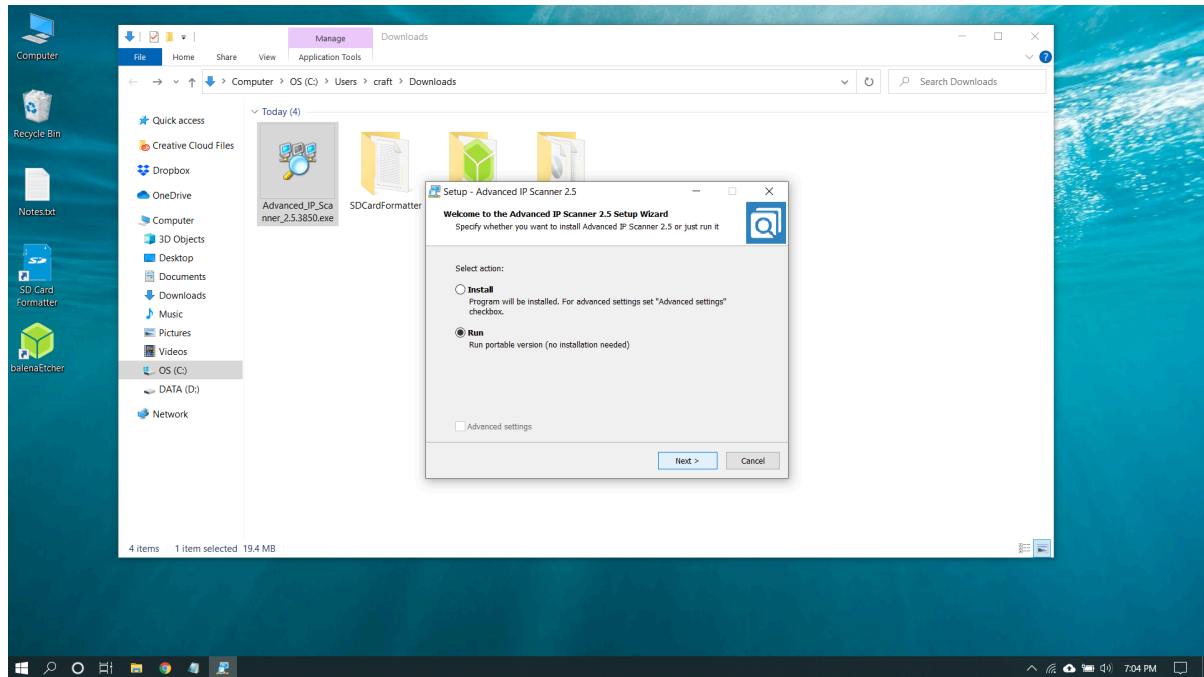 Computer
Recycle Bin
Notes.txt
SD Card
Formatter
balenaEtcher
Manage
Downloads
File
Home
Share
View
Application Tools
Computer > OS (C:) > Users > craft > Downloads
Search Downloads
Quick access
Creative Cloud Files
Dropbox
OneDrive
Computer
3D Objects
Desktop
Documents
Downloads
Music
Pictures
Videos
OS (C:)
DATA (D:)
Network
Today (4)
Advanced_IP_Sca
nner_2.5.3850.exe
SDCardFormatter
Setup - Advanced IP Scanner 2.5
Welcome to the Advanced IP Scanner 2.5 Setup Wizard
Specify whether you want to install Advanced IP Scanner 2.5 or just run it
Select action:
Install
Program will be installed. For advanced settings set "Advanced settings"
checkbox.
Run
Run portable version (no installation needed)
Advanced settings
Next >
Cancel
4 items
1 item selected
19.4 MB
7:04 PM